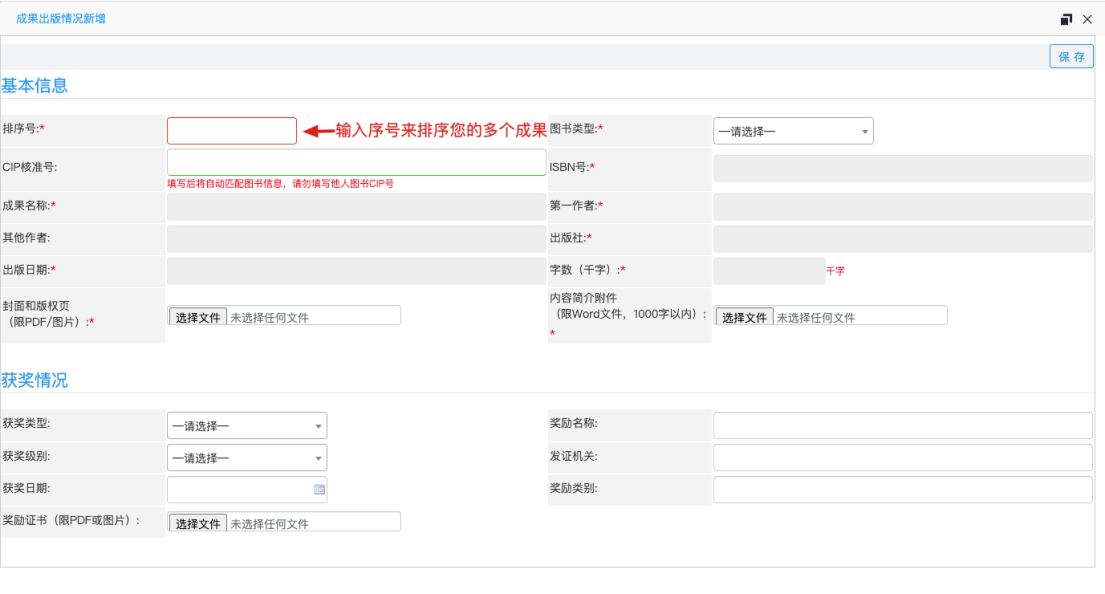 成果出版情况新增
保 存
基本信息
排序号:*
输入序号来排序您的多个成果
图书类型:*
—请选择—
CIP核准号:
填写后将自动匹配图书信息，请勿填写他人图书CIP号
ISBN号:*
成果名称:*
第一作者:*
其他作者:
出版社:*
出版日期:*
字数（千字）:*
千字
封面和版权页
（限PDF/图片）:*
选择文件 未选择任何文件
内容简介附件
（限Word文件，1000字以内）:
*
选择文件 未选择任何文件
获奖情况
获奖类型:
—请选择—
奖励名称:
获奖级别:
—请选择—
发证机关:
获奖日期:
奖励类别:
奖励证书（限PDF或图片）:
选择文件 未选择任何文件